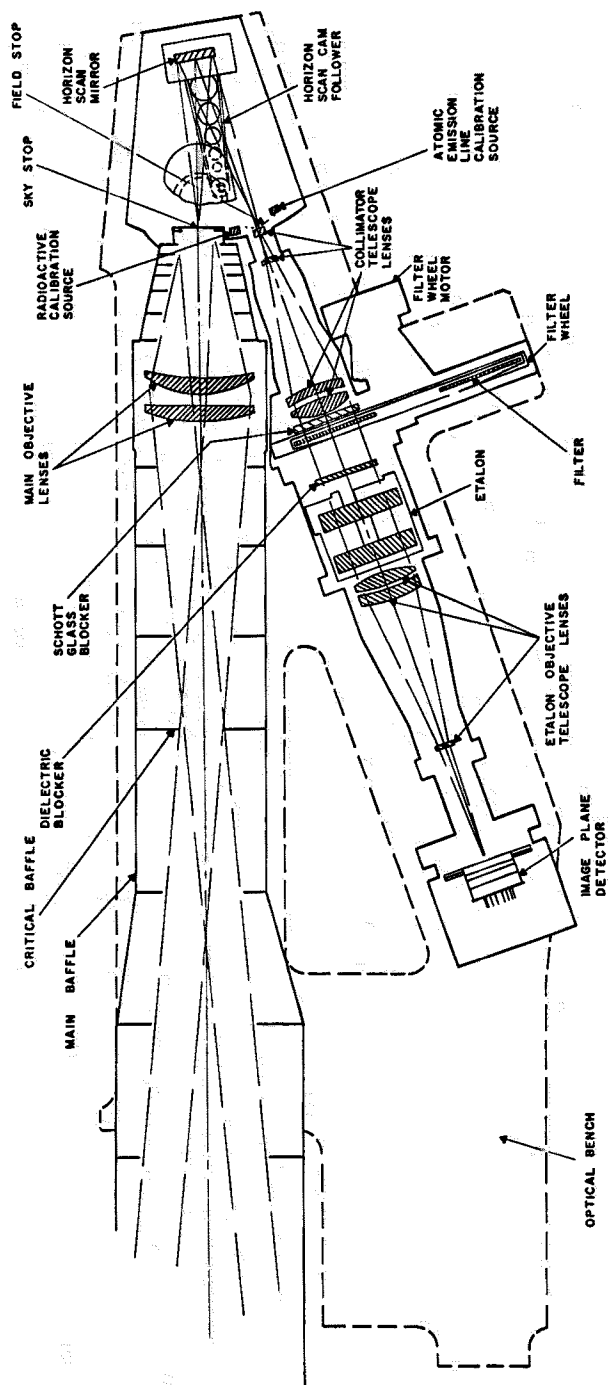 FIELD STOP
HORIZON
SCAN
MIRROR
SKY STOP
HORIZON
SCAN CAM
FOLLOWER
RADIOACTIVE
CALIBRATION
SOURCE
ATOMIC
EMISSION
LINE
CALIBRATION
SOURCE
COLLIMATOR
TELESCOPE
LENSES
FILTER
WHEEL
MOTOR
MAIN OBJECTIVE
LENSES
FILTER
WHEEL
FILTER
SCHOTT
GLASS
BLOCKER
ETALON
DIELECTRIC
BLOCKER
ETALON OBJECTIVE
TELESCOPE LENSES
CRITICAL BAFFLE
MAIN BAFFLE
IMAGE PLANE
DETECTOR
OPTICAL BENCH